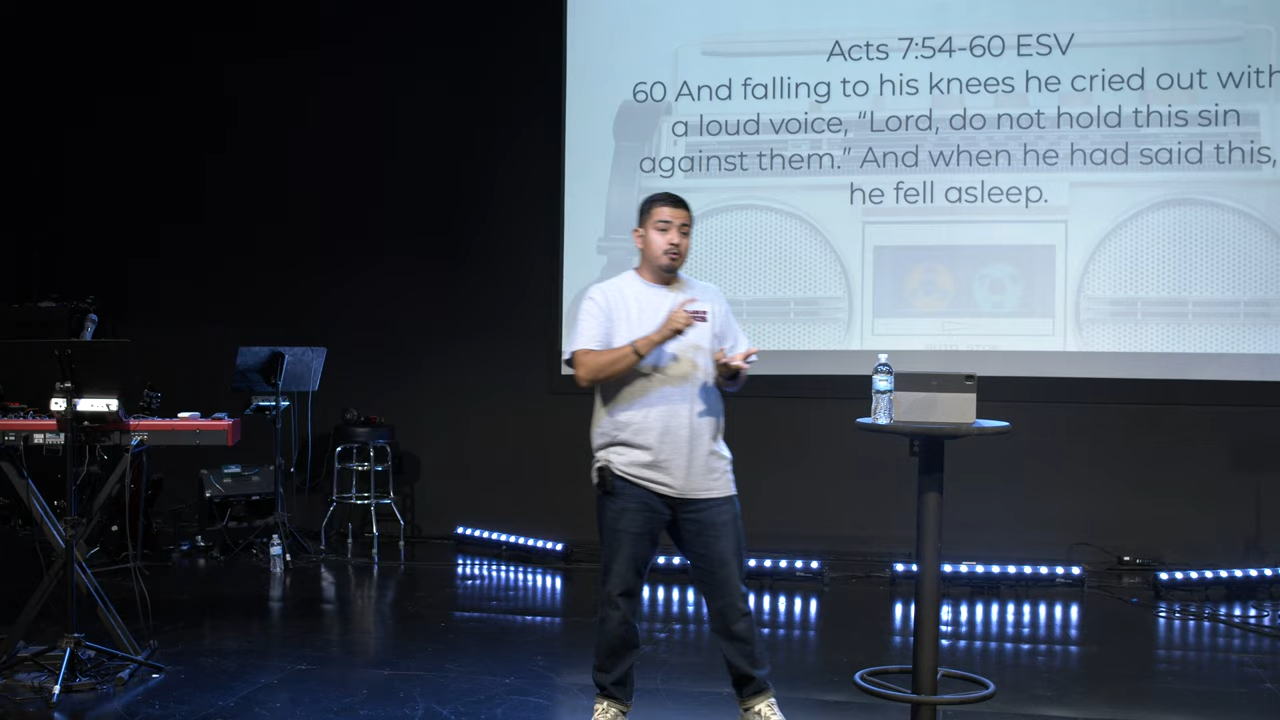 Acts 7:54-60 ESV
60 And falling to his knees he cried out with
a loud voice, “Lord, do not hold this sin
against them.” And when he had said this,
he fell asleep.